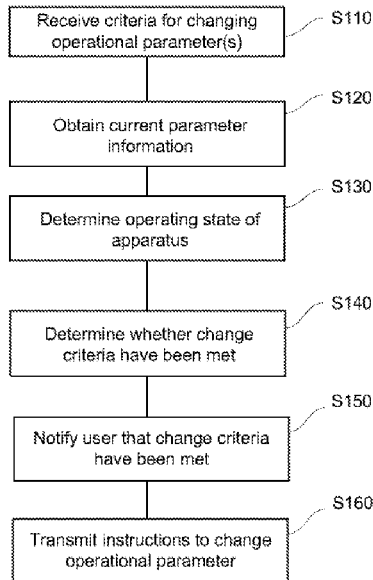 Receive criteria for changing
operational parameter(s)
S110
Obtain current parameter
information
S120
Determine operating state of
apparatus
S130
Determine whether change
criteria have been met
S140
Notify user that change criteria
have been met
S150
Transmit instructions to change
operational parameter
S160